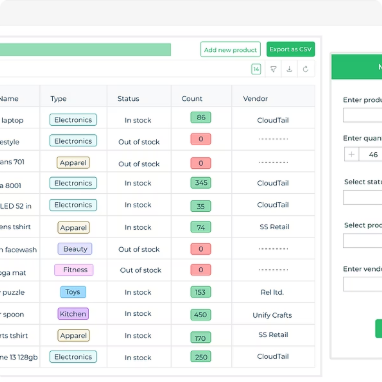 Add new product Export as CSV
Name Type Status Count Vendor
laptop Electronics In stock 86 CloudTail
estyle Electronics Out of stock 0 ---------
ens 701 Apparel Out of stock 0 ---------
a 8001 Electronics In stock 345 CloudTail
LED 52 in Electronics In stock 35 CloudTail
ens tshirt Apparel In stock 74 SS Retail
n facewash Beauty Out of stock 0 ---------
oga mat Fitness Out of stock 0 ---------
puzzle Toys In stock 153 Rel ltd.
spoon Kitchen In stock 450 Unify Crafts
rts tshirt Apparel In stock 170 SS Retail
ne 13 128gb Electronics In stock 250 CloudTail
N
Enter produ
Enter quan
+ 46
Select stat
Select proc
Enter vend